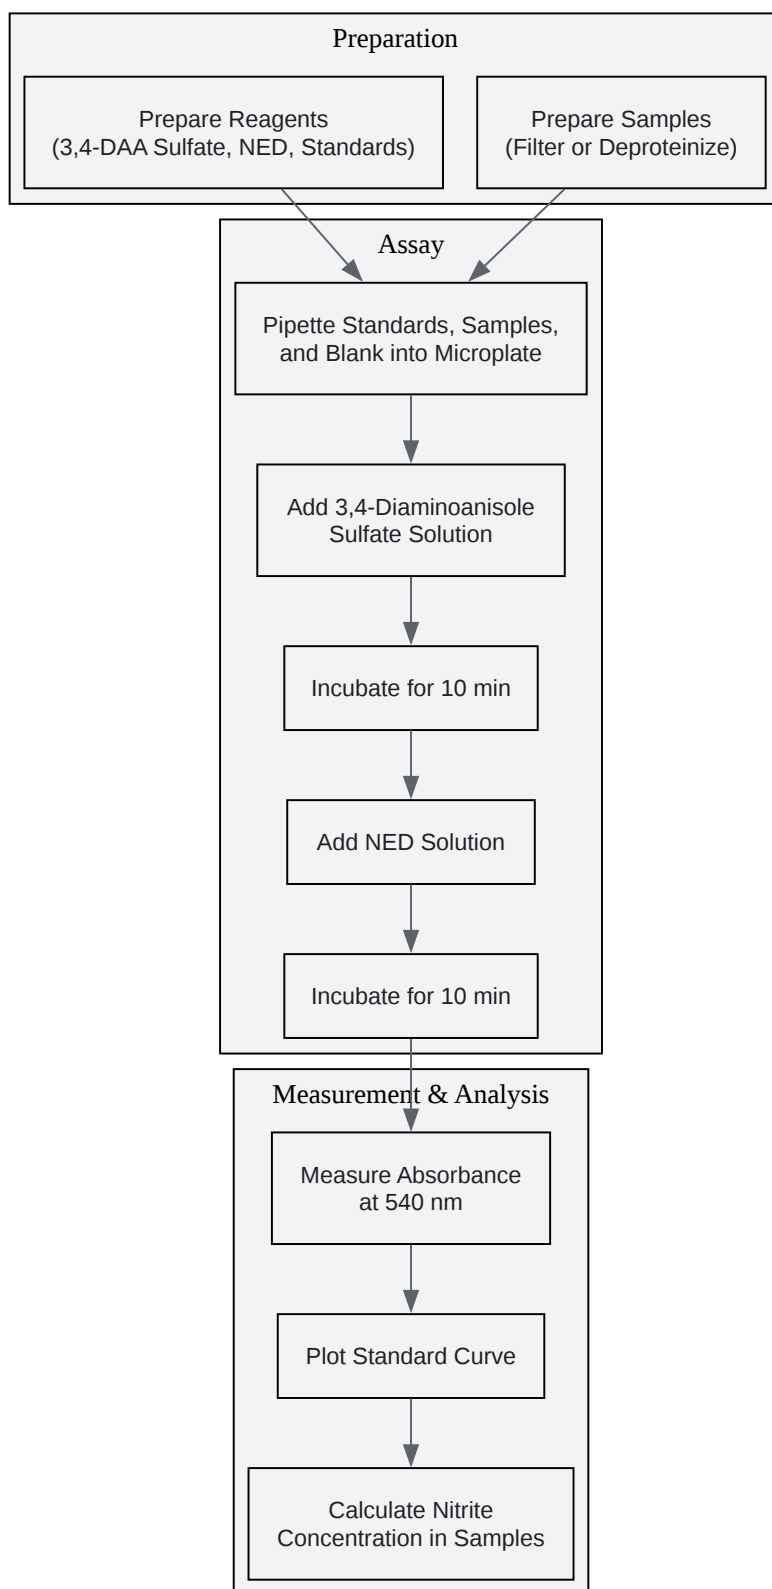 Preparation
Prepare Reagents
(3,4-DAA Sulfate, NED, Standards)
Prepare Samples
(Filter or Deproteinize)
Assay
Pipette Standards, Samples,
and Blank into Microplate
Add 3,4-Diaminoanisole
Sulfate Solution
Incubate for 10 min
Add NED Solution
Incubate for 10 min
Measurement & Analysis
Measure Absorbance
at 540 nm
Plot Standard Curve
Calculate Nitrite
Concentration in Samples